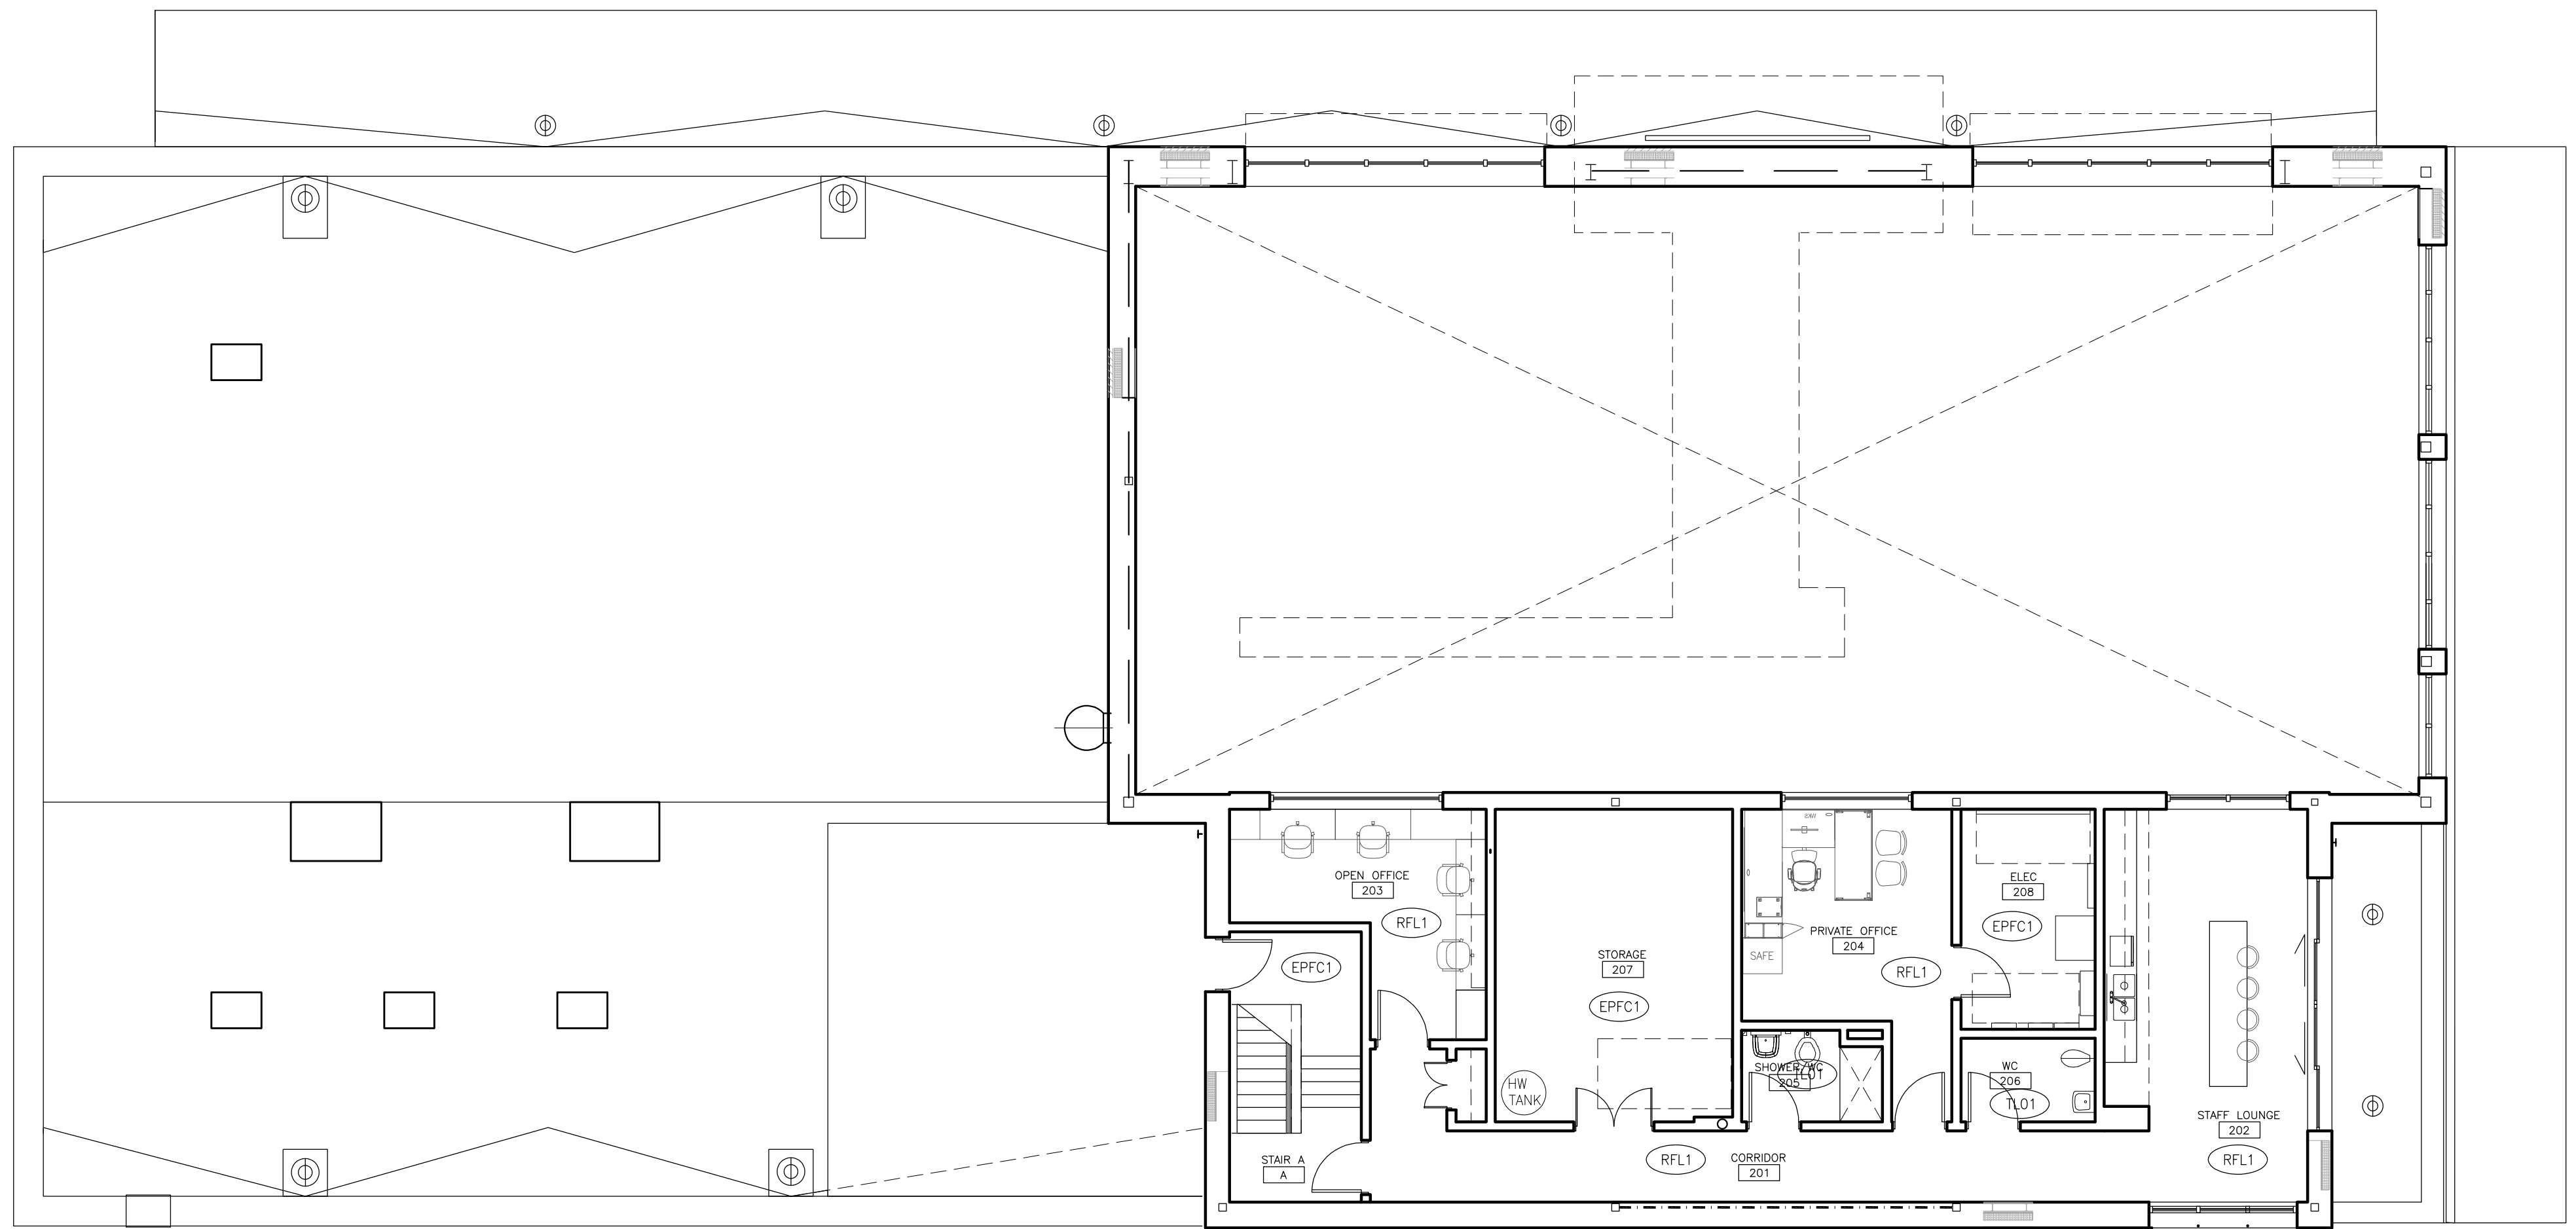 OPEN OFFICE
203
RFL1
EPFC1
STORAGE
207
EPFC1
HW
TANK
SAFE
PRIVATE OFFICE
204
RFL1
ELEC
208
EPFC1
SHOWER/WC
205
TL01
WC
206
TL01
STAFF LOUNGE
202
RFL1
STAIR A
A
RFL1
CORRIDOR
201